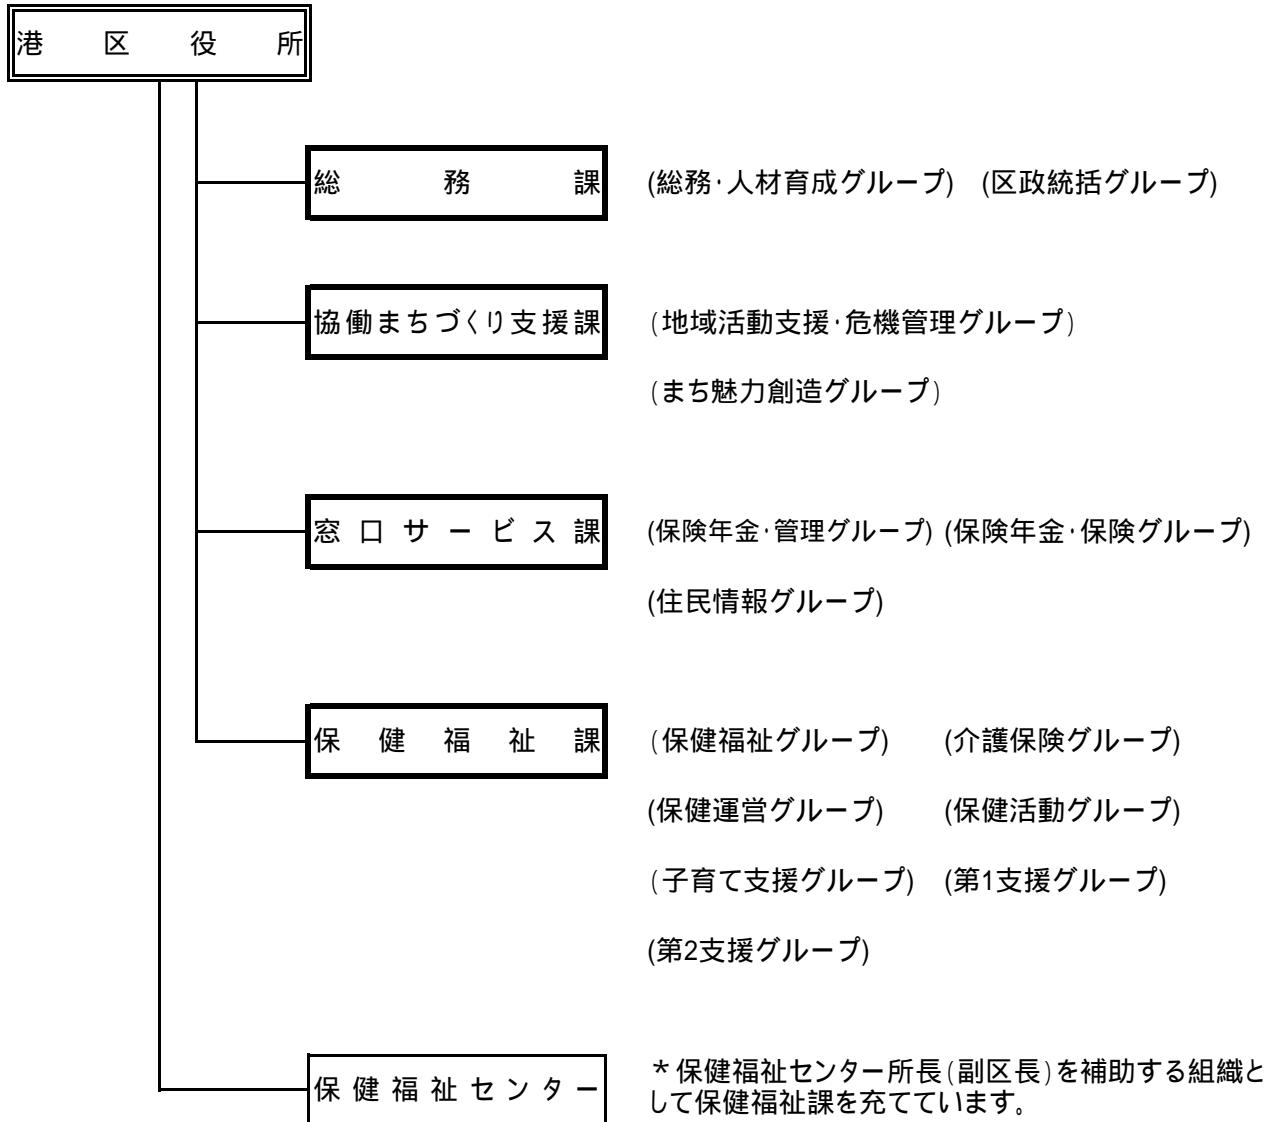 港区役所
総務課 (総務･人材育成グループ) (区政統括グループ)
協働まちづくり支援課 (地域活動支援･危機管理グループ)
(まち魅力創造グループ)
窓口サービス課 (保険年金･管理グループ) (保険年金･保険グループ)
(住民情報グループ)
保健福祉課 (保健福祉グループ) (介護保険グループ)
(保健運営グループ) (保健活動グループ)
(子育て支援グループ) (第1支援グループ)
(第2支援グループ)
保健福祉センター
＊保健福祉センター所長(副区長)を補助する組織と
して保健福祉課を充てています。